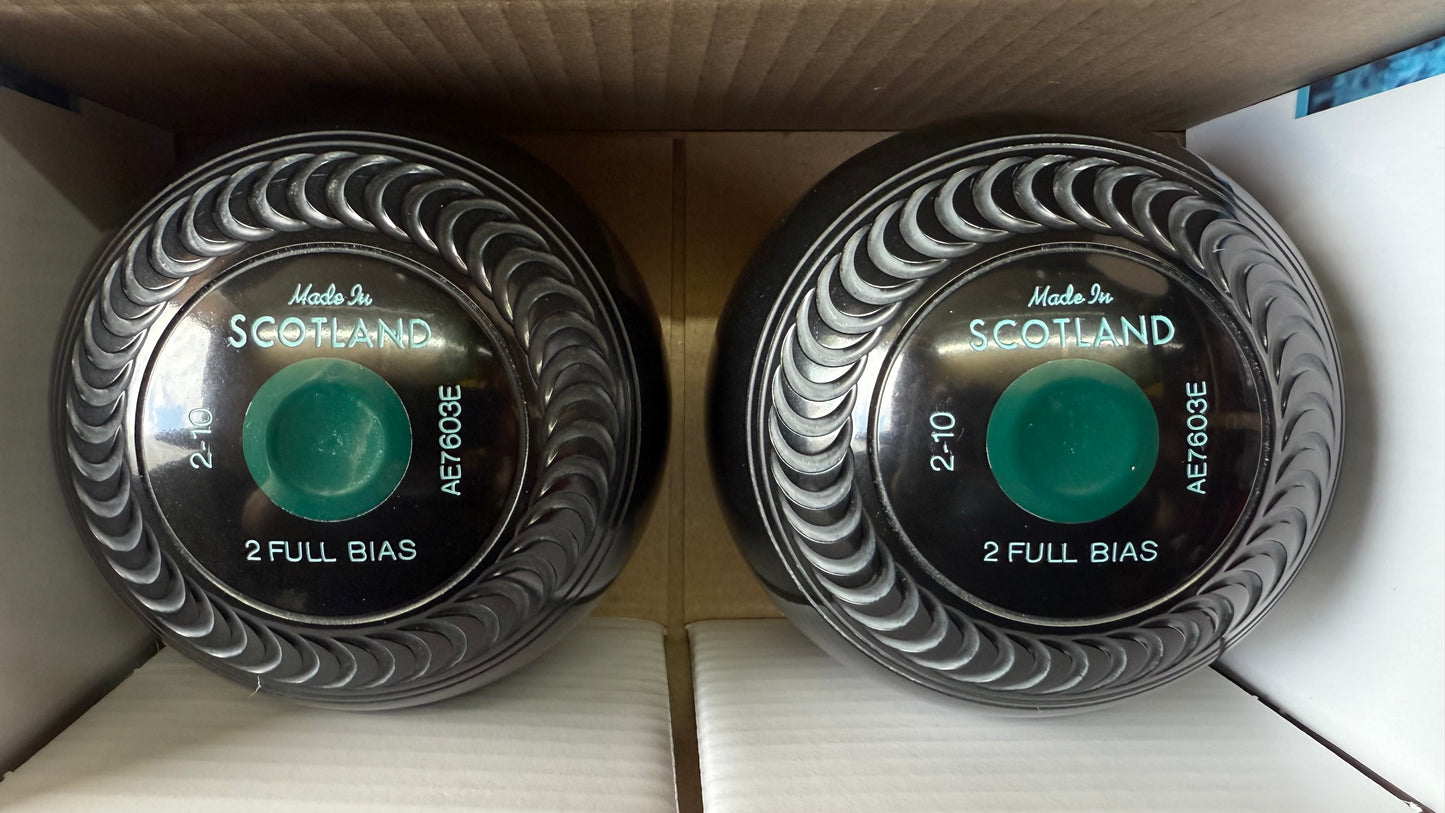 Made In
SCOTLAND
2-10
AE7603E
2 FULL BIAS
Made In
SCOTLAND
2-10
AE7603E
2 FULL BIAS